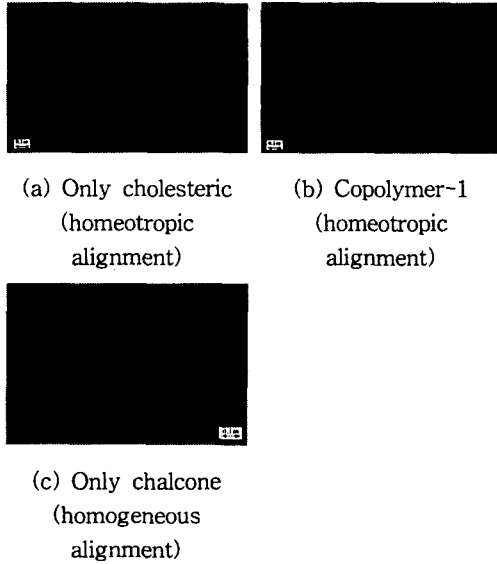 (a) Only cholesteric
(homeotropic
alignment)
(b) Copolymer-1
(homeotropic
alignment)
(c) Only chalcone
(homogeneous
alignment)